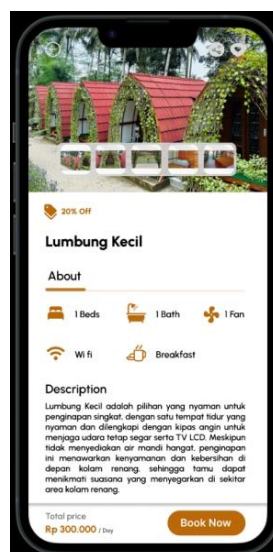 20% Off
Lumbung Kecil
About
1 Beds
1 Bath
1 Fan
Wi fi
Breakfast
Description
Lumbung Kecil adalah pilihan yang nyaman untuk
penginapan singkat, dengan satu tempat tidur yang
nyaman dan dilengkapi dengan kipas angin untuk
menjaga udara tetap segar serta TV LCD. Meskipun
tidak menyediakan air mandi hangat, penginapan
ini menawarkan kenyamanan dan kebersihan di
depan kolam renang, sehingga tamu dapat
menikmati suasana yang menyegarkan di sekitar
area kolam renang.
Total price
Rp 300.000 / Day
Book Now